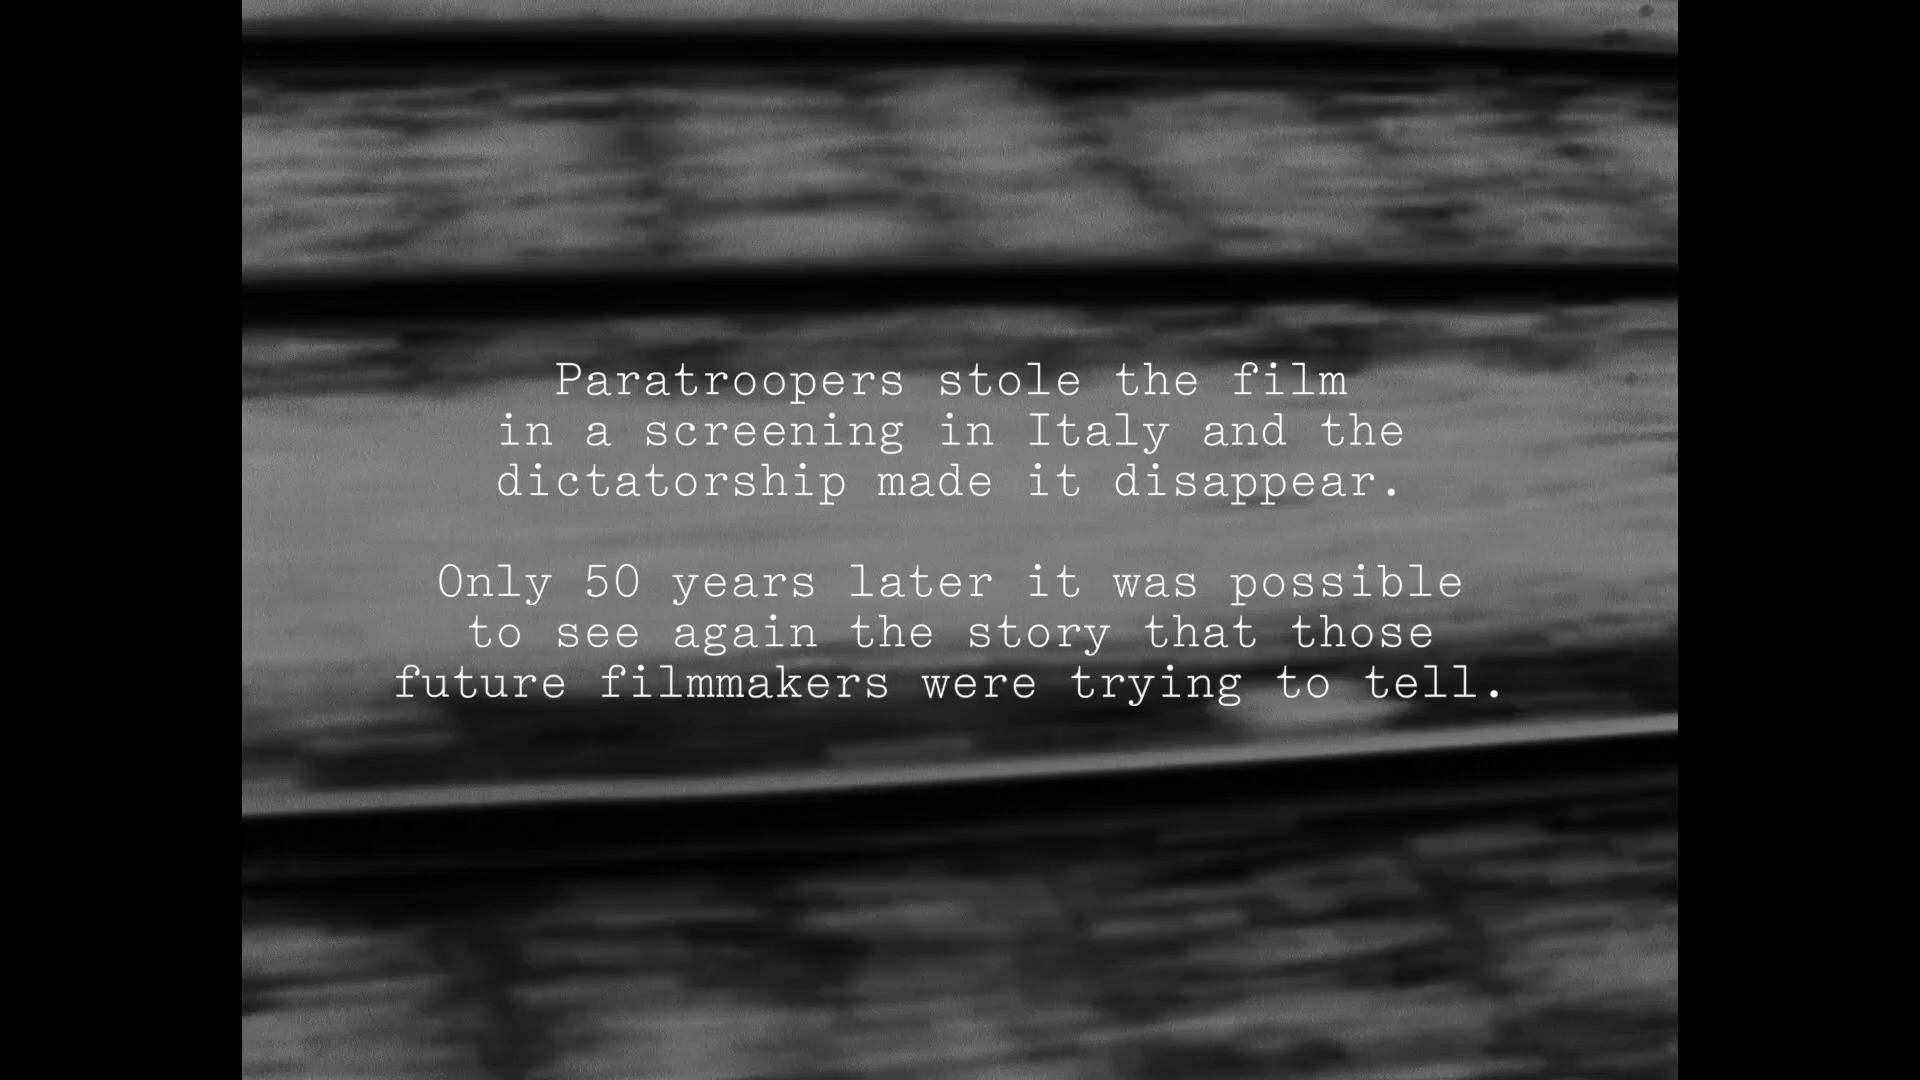 Paratroopers stole the film
in a screening in Italy and the
dictatorship made it disappear.
Only 50 years later it was possible
to see again the story that those
future filmmakers were trying to tell.